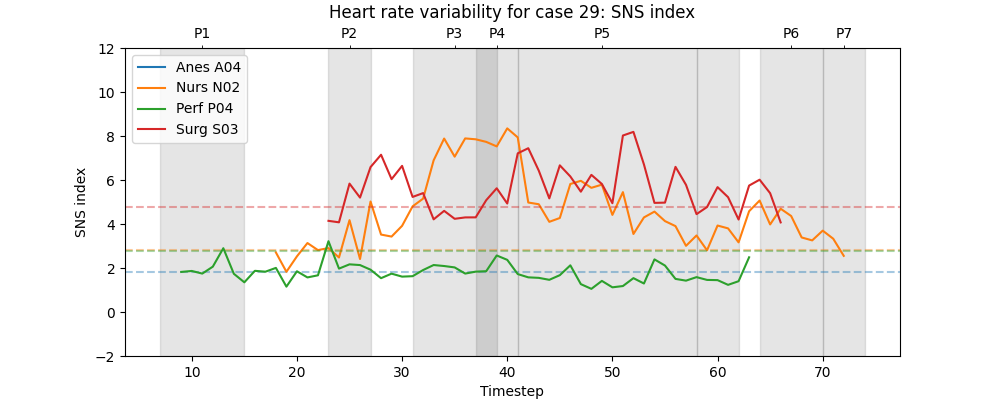 Heart rate variability for case 29: SNS index
P1 P2 P3 P4 P5 P6 P7
12
10
8
6
4
2
0
−2
SNS index
Anes A04
Nurs N02
Perf P04
Surg S03
10 20 30 40 50 60 70
Timestep